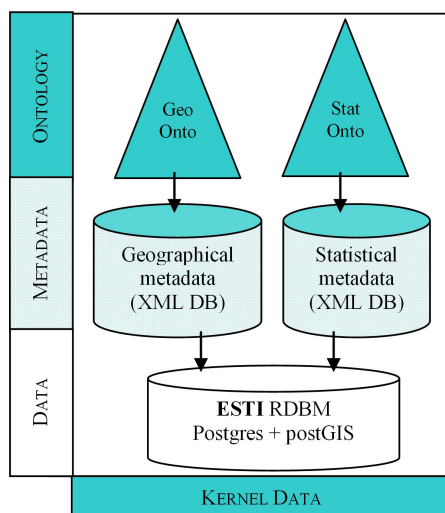 ONTOLOGY
Geo
Onto
Stat
Onto
METADATA
Geographical
metadata
(XML DB)
Statistical
metadata
(XML DB)
DATA
ESTI RDBM
Postgres + postGIS
KERNEL DATA